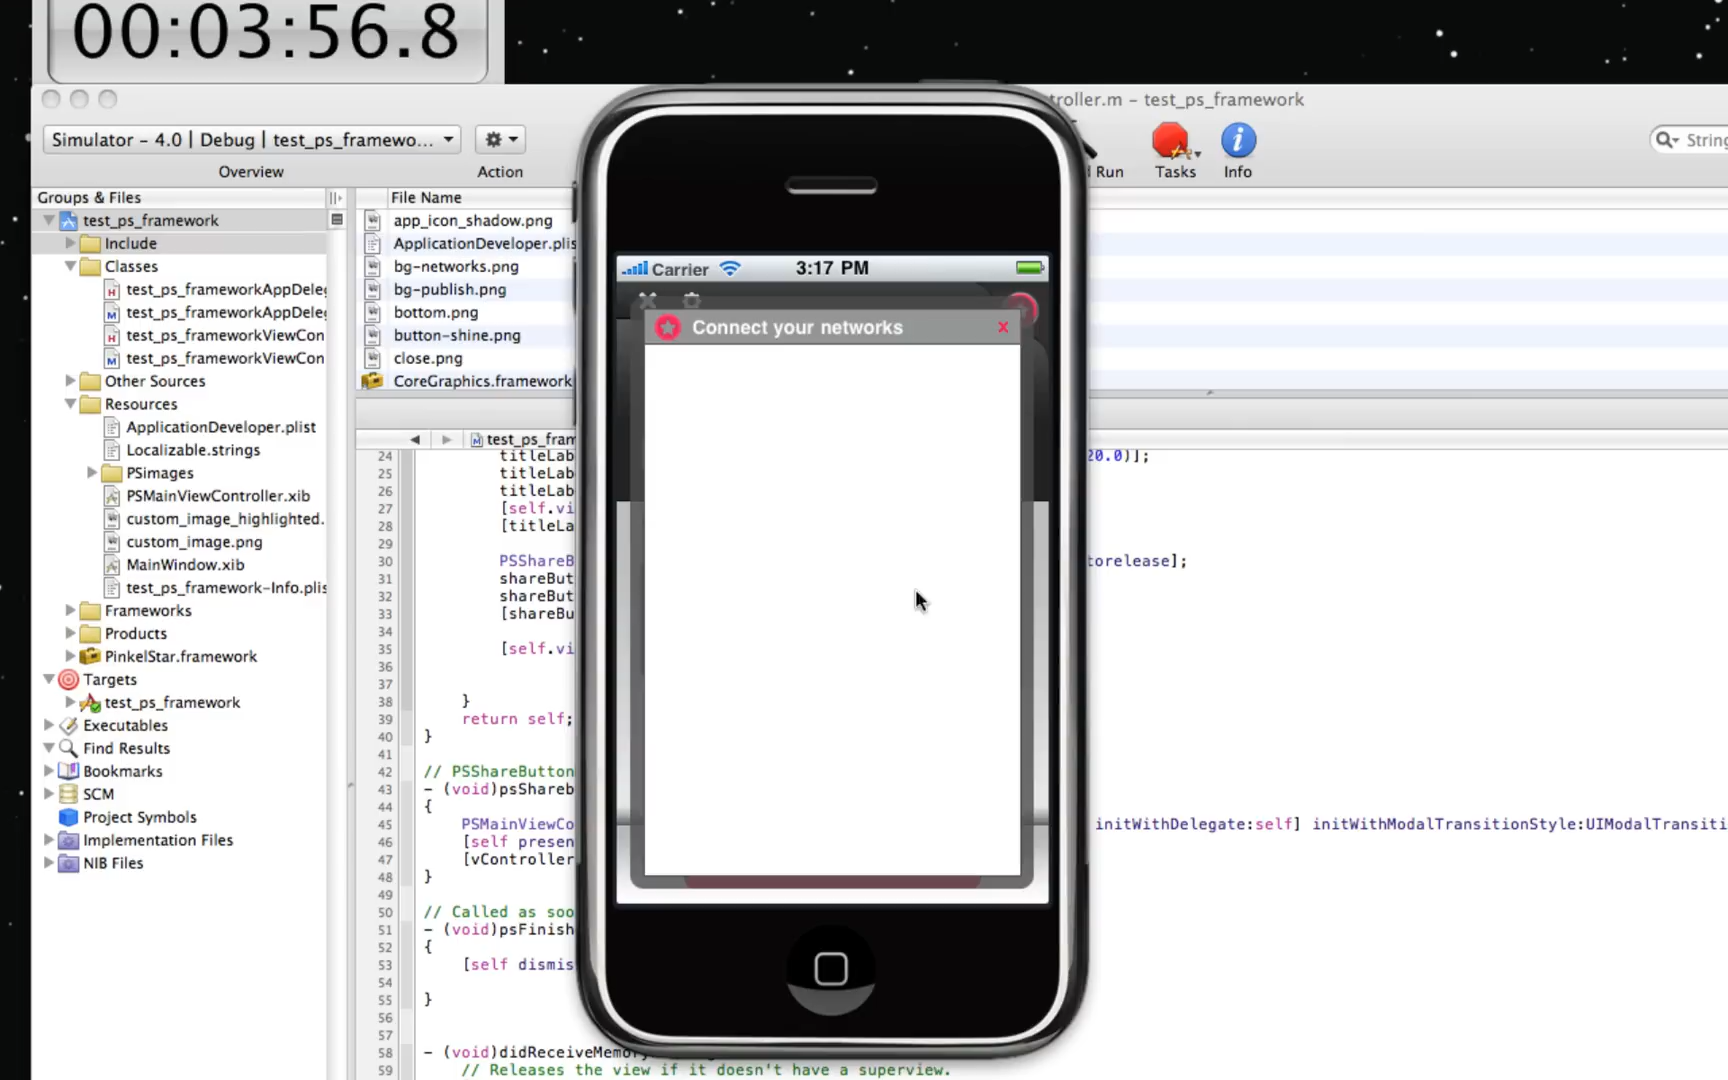 00:03:56.8
troller.m – test_ps_framework
Simulator – 4.0 | Debug | test_ps_framewo...
Overview
Action
Run
Tasks
Info
String
Groups & Files
test_ps_framework
Include
Classes
test_ps_frameworkAppDeleg
test_ps_frameworkAppDeleg
test_ps_frameworkViewCon
test_ps_frameworkViewCon
Other Sources
Resources
ApplicationDeveloper.plist
Localizable.strings
PSimages
PSMainViewController.xib
custom_image_highlighted.
custom_image.png
MainWindow.xib
test_ps_framework-Info.plis
Frameworks
Products
PinkelStar.framework
Targets
test_ps_framework
Executables
Find Results
Bookmarks
SCM
Project Symbols
Implementation Files
NIB Files
File Name
app_icon_shadow.png
ApplicationDeveloper.plis
bg-networks.png
bg-publish.png
bottom.png
button-shine.png
close.png
CoreGraphics.framework
test_ps_fram
24 titleLab 20.0)];
25 titleLab
26 titleLab
27 [self.vi
28 [titleLa
29
30 PSShareB torelease];
31 shareBut
32 shareBut
33 [shareBu
34
35 [self.vi
36
37
38 }
39 return self;
40 }
41
42 // PSShareButton
43 - (void)psShareb
44 {
45 PSMainViewCo initWithDelegate:self] initWithModalTransitionStyle:UIModalTransiti
46 [self presen
47 [vController
48 }
49
50 // Called as soo
51 - (void)psFinish
52 {
53 [self dismis
54
55 }
56
57
58 - (void)didReceiveMemory
59 // Releases the view if it doesn't have a superview.
Carrier
3:17 PM
Connect your networks
x